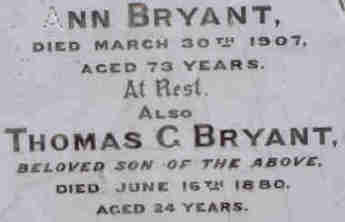 ANN BRYANT,
DIED MARCH 30TH 1907,
AGED 73 YEARS.
At Rest.
ALSO
THOMAS G BRYANT,
BELOVED SON OF THE ABOVE,
DIED JUNE 16TH 1880.
AGED 24 YEARS.